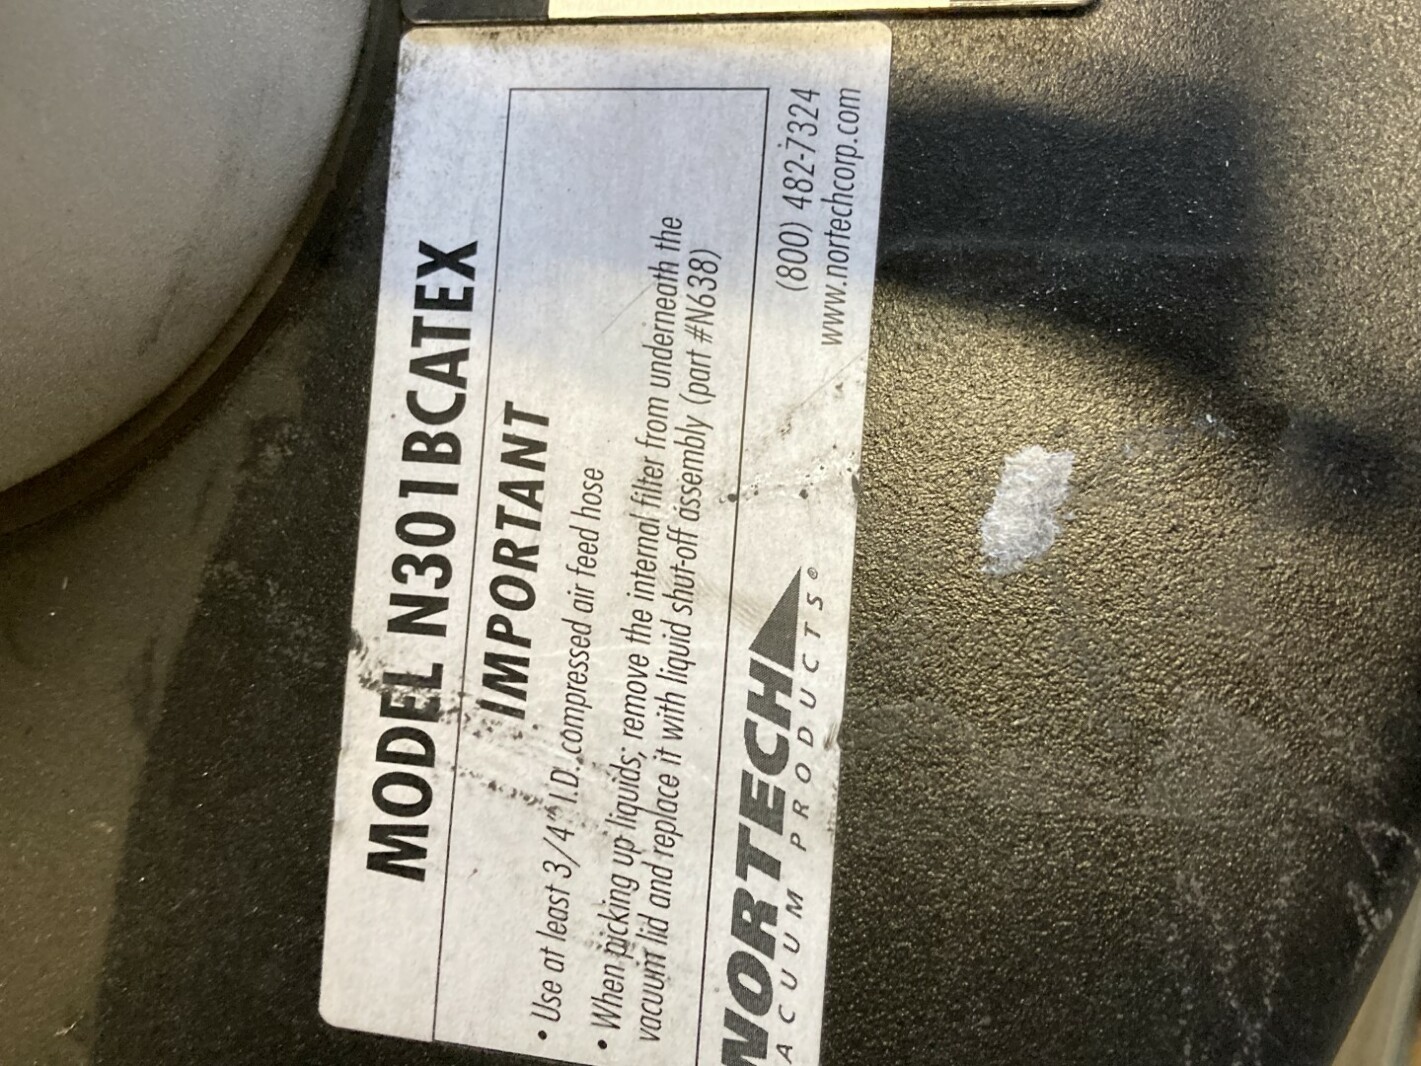 MODEL N301BCATEX
IMPORTANT
• Use at least 3/4" I.D. compressed air feed hose
• When picking up liquids; remove the internal filter from underneath the
vacuum lid and replace it with liquid shut-off assembly (part #N638)
NORTECH
ACUUM PRODUCTS®
(800) 482-7324
www.nortechcorp.com